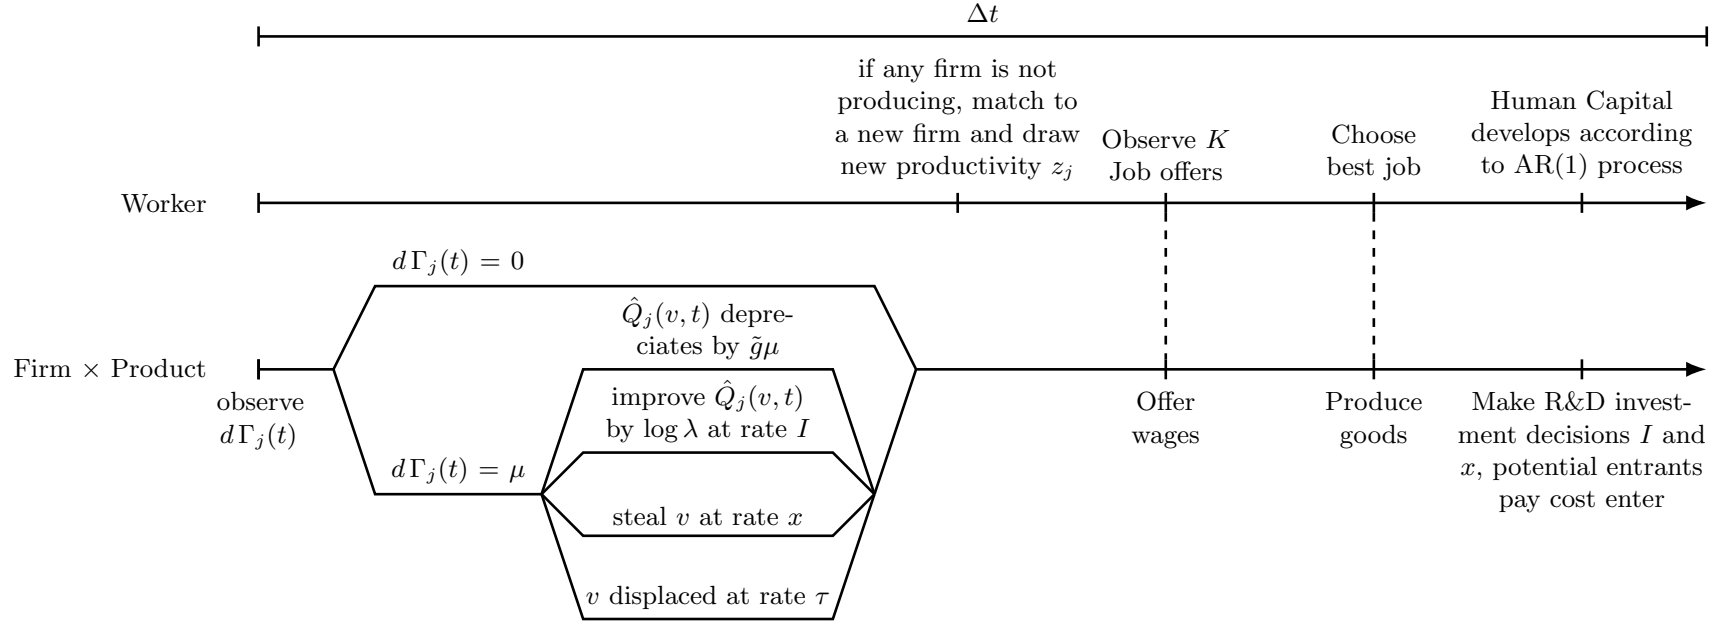 Δt
if any firm is not
producing, match to
a new firm and draw
new productivity z_j
Observe K
Job offers
Choose
best job
Human Capital
develops according
to AR(1) process
Worker
d Γ_j(t) = 0
Q̂_j(v, t) depre-
ciates by g̃μ
Firm × Product
improve Q̂_j(v, t)
by log λ at rate I
observe
d Γ_j(t)
d Γ_j(t) = μ
steal v at rate x
v displaced at rate τ
Offer
wages
Produce
goods
Make R&D invest-
ment decisions I and
x, potential entrants
pay cost enter